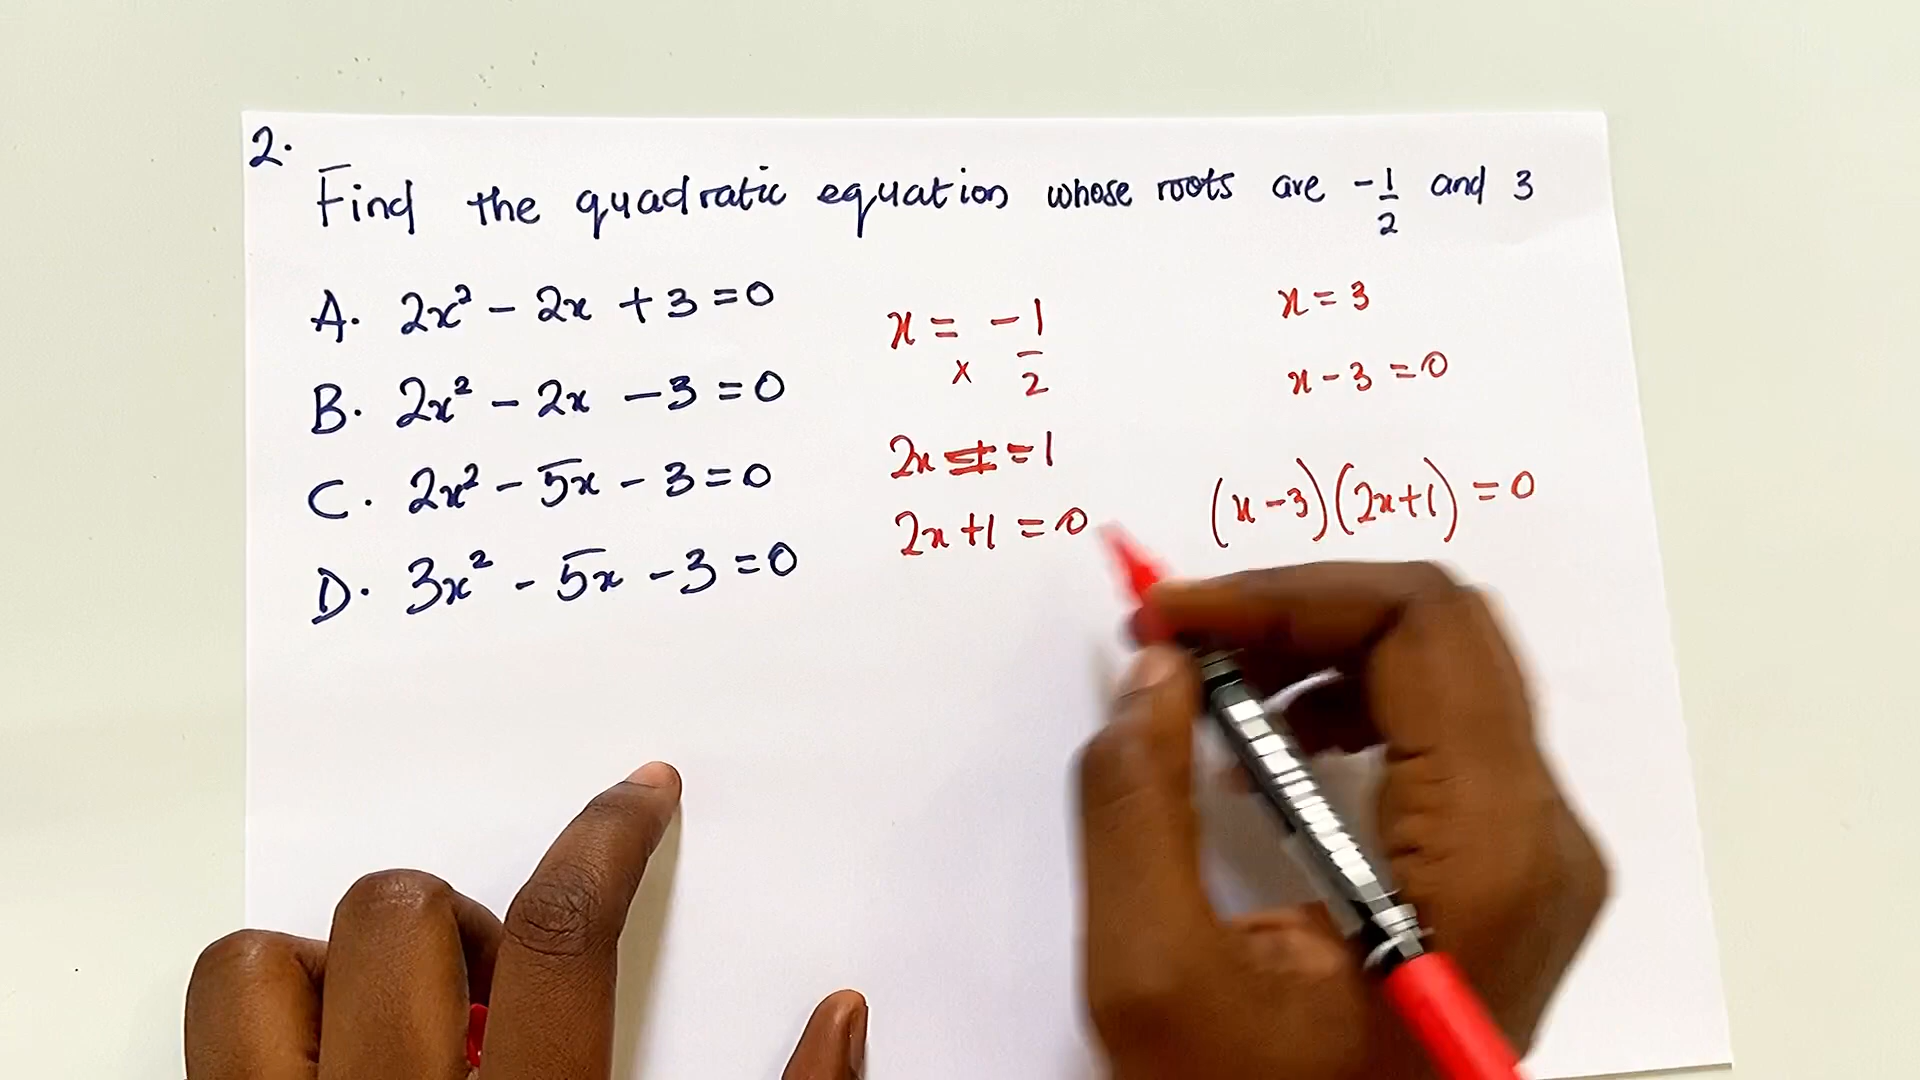 2.
Find the quadratic equation whose roots are -1/2 and 3
A. 2x² - 2x + 3 = 0
B. 2x² - 2x - 3 = 0
C. 2x² - 5x - 3 = 0
D. 3x² - 5x - 3 = 0
x = -1/2
x
2x = 1
2x + 1 = 0
x = 3
x - 3 = 0
(x - 3)(2x + 1) = 0